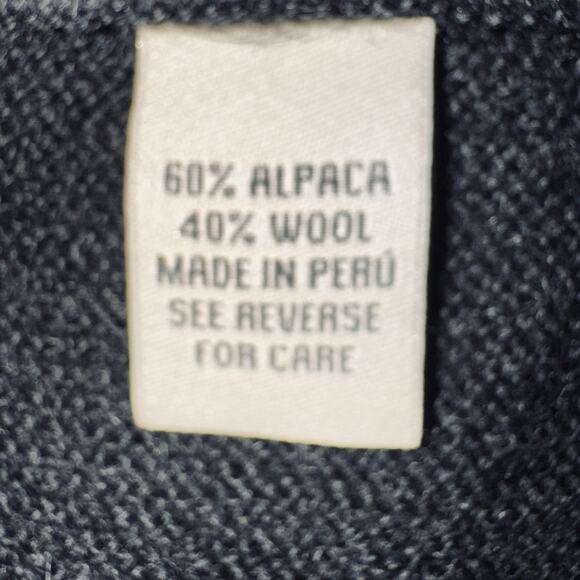 60% ALPACA
40% WOOL
MADE IN PERÚ
SEE REVERSE
FOR CARE